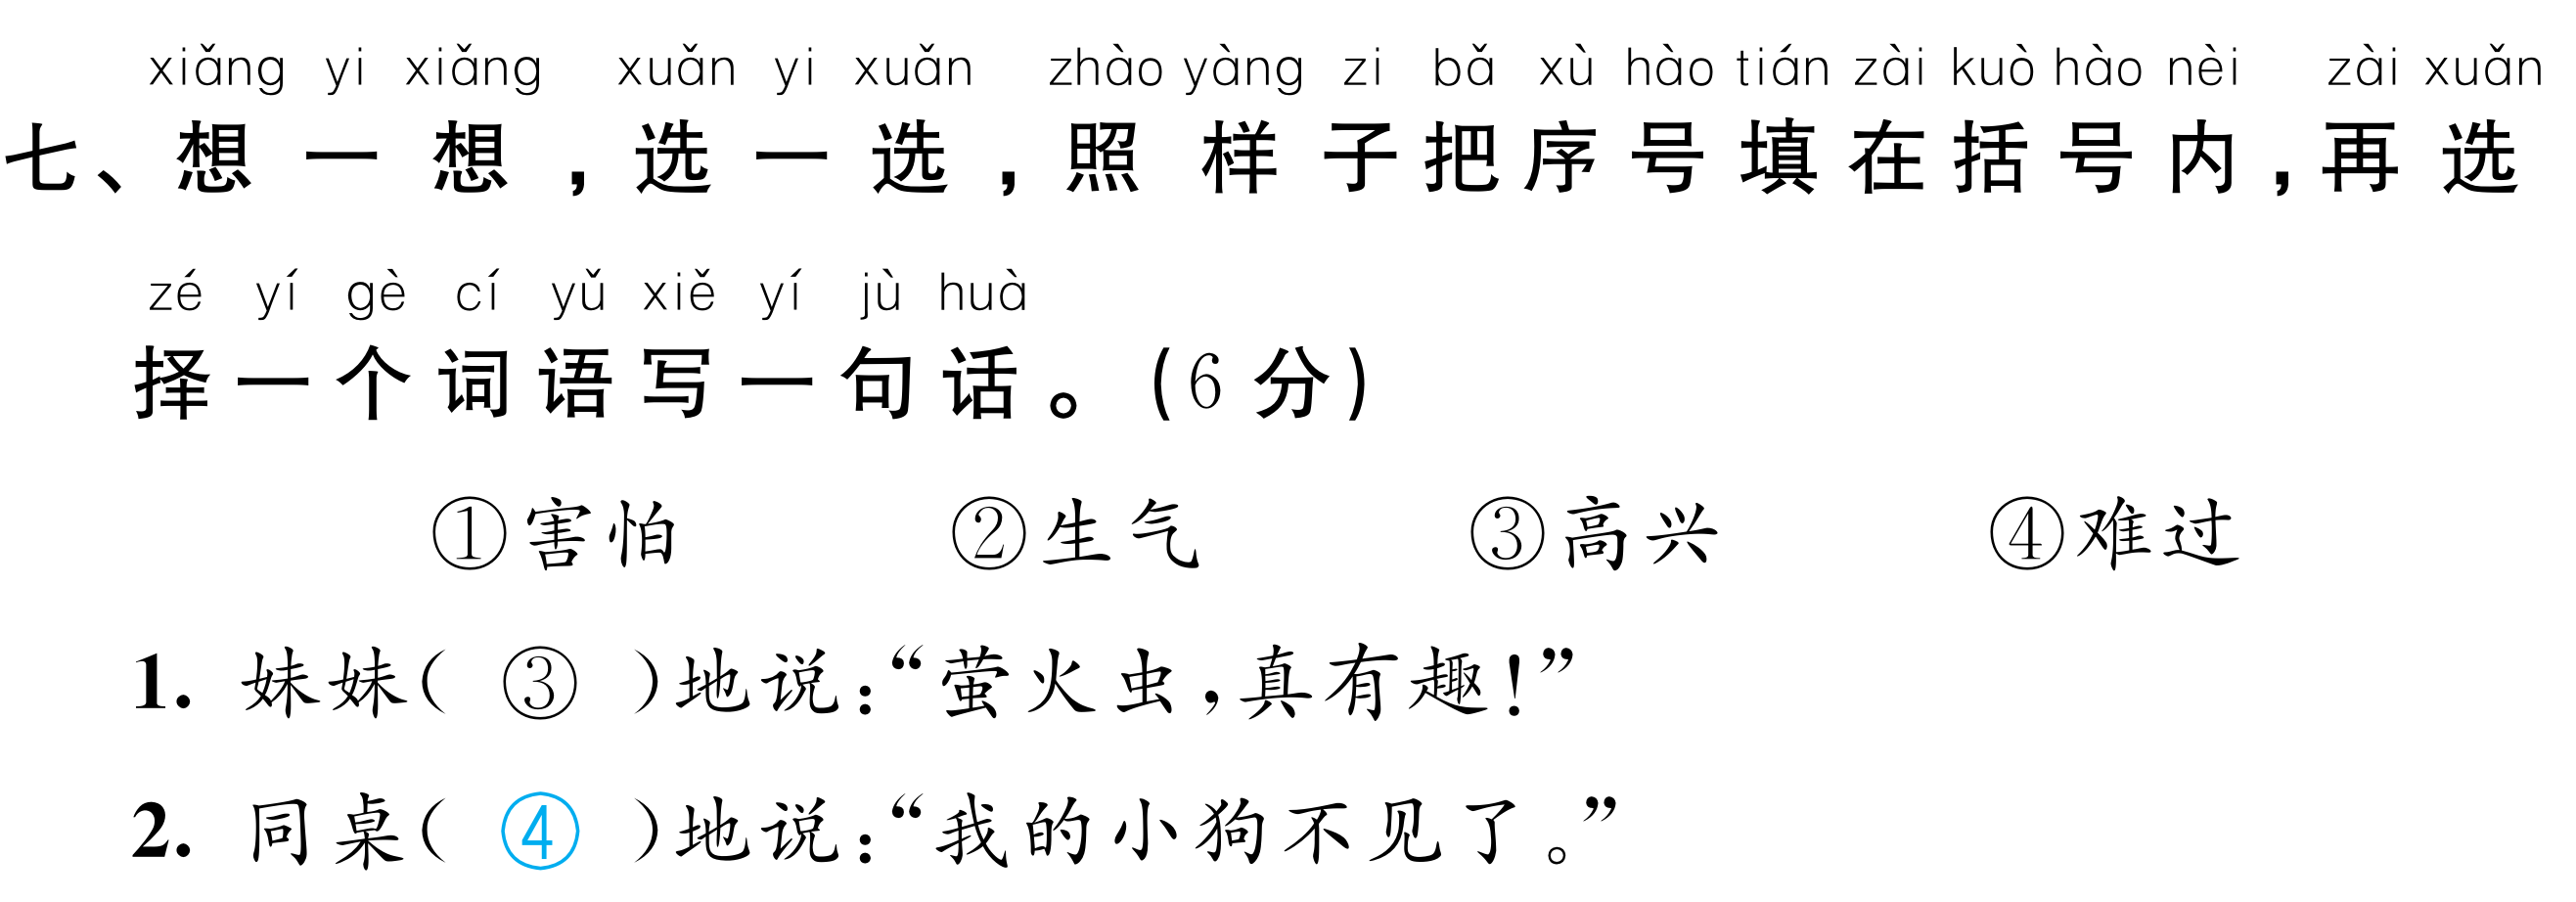 xiǎng yi xiǎng xuǎn yi xuǎn zhào yàng zi bǎ xù hào tián zài kuò hào nèi zài xuǎn
七、想一想，选一选，照样子把序号填在括号内，再选
zé yí gè cí yǔ xiě yí jù huà
择一个词语写一句话。(6分)
①害怕 ②生气 ③高兴 ④难过
1. 妹妹( ③ )地说：“萤火虫，真有趣！”
2. 同桌( ④ )地说：“我的小狗不见了。”